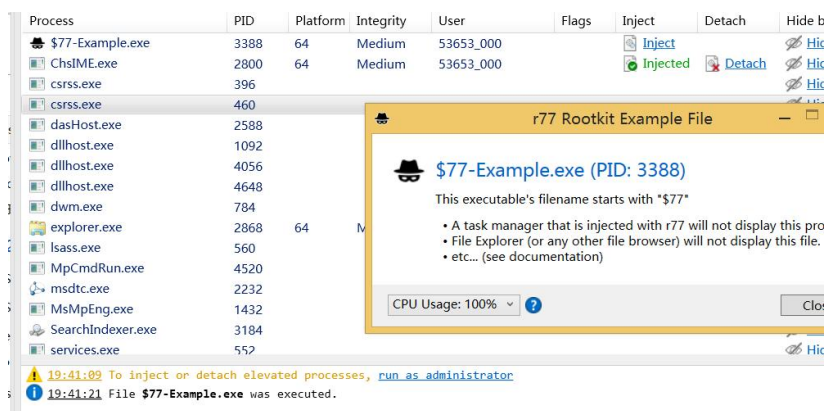 Process PID Platform Integrity User Flags Inject Detach Hide b
$77-Example.exe 3388 64 Medium 53653_000 Inject Hid
ChsIME.exe 2800 64 Medium 53653_000 Injected Detach Hid
csrss.exe 396 Hid
csrss.exe 460
dasHost.exe 2588
dllhost.exe 1092
dllhost.exe 4056
dllhost.exe 4648
dwm.exe 784
explorer.exe 2868 64
lsass.exe 560
MpCmdRun.exe 4520
msdtc.exe 2232
MsMpEng.exe 1432
SearchIndexer.exe 3184
services.exe 552 Hid
r77 Rootkit Example File
$77-Example.exe (PID: 3388)
This executable's filename starts with "$77"
• A task manager that is injected with r77 will not display this pro
• File Explorer (or any other file browser) will not display this file.
• etc... (see documentation)
CPU Usage: 100% ?
Clos
19:41:09 To inject or detach elevated processes, run as administrator
19:41:21 File $77-Example.exe was executed.